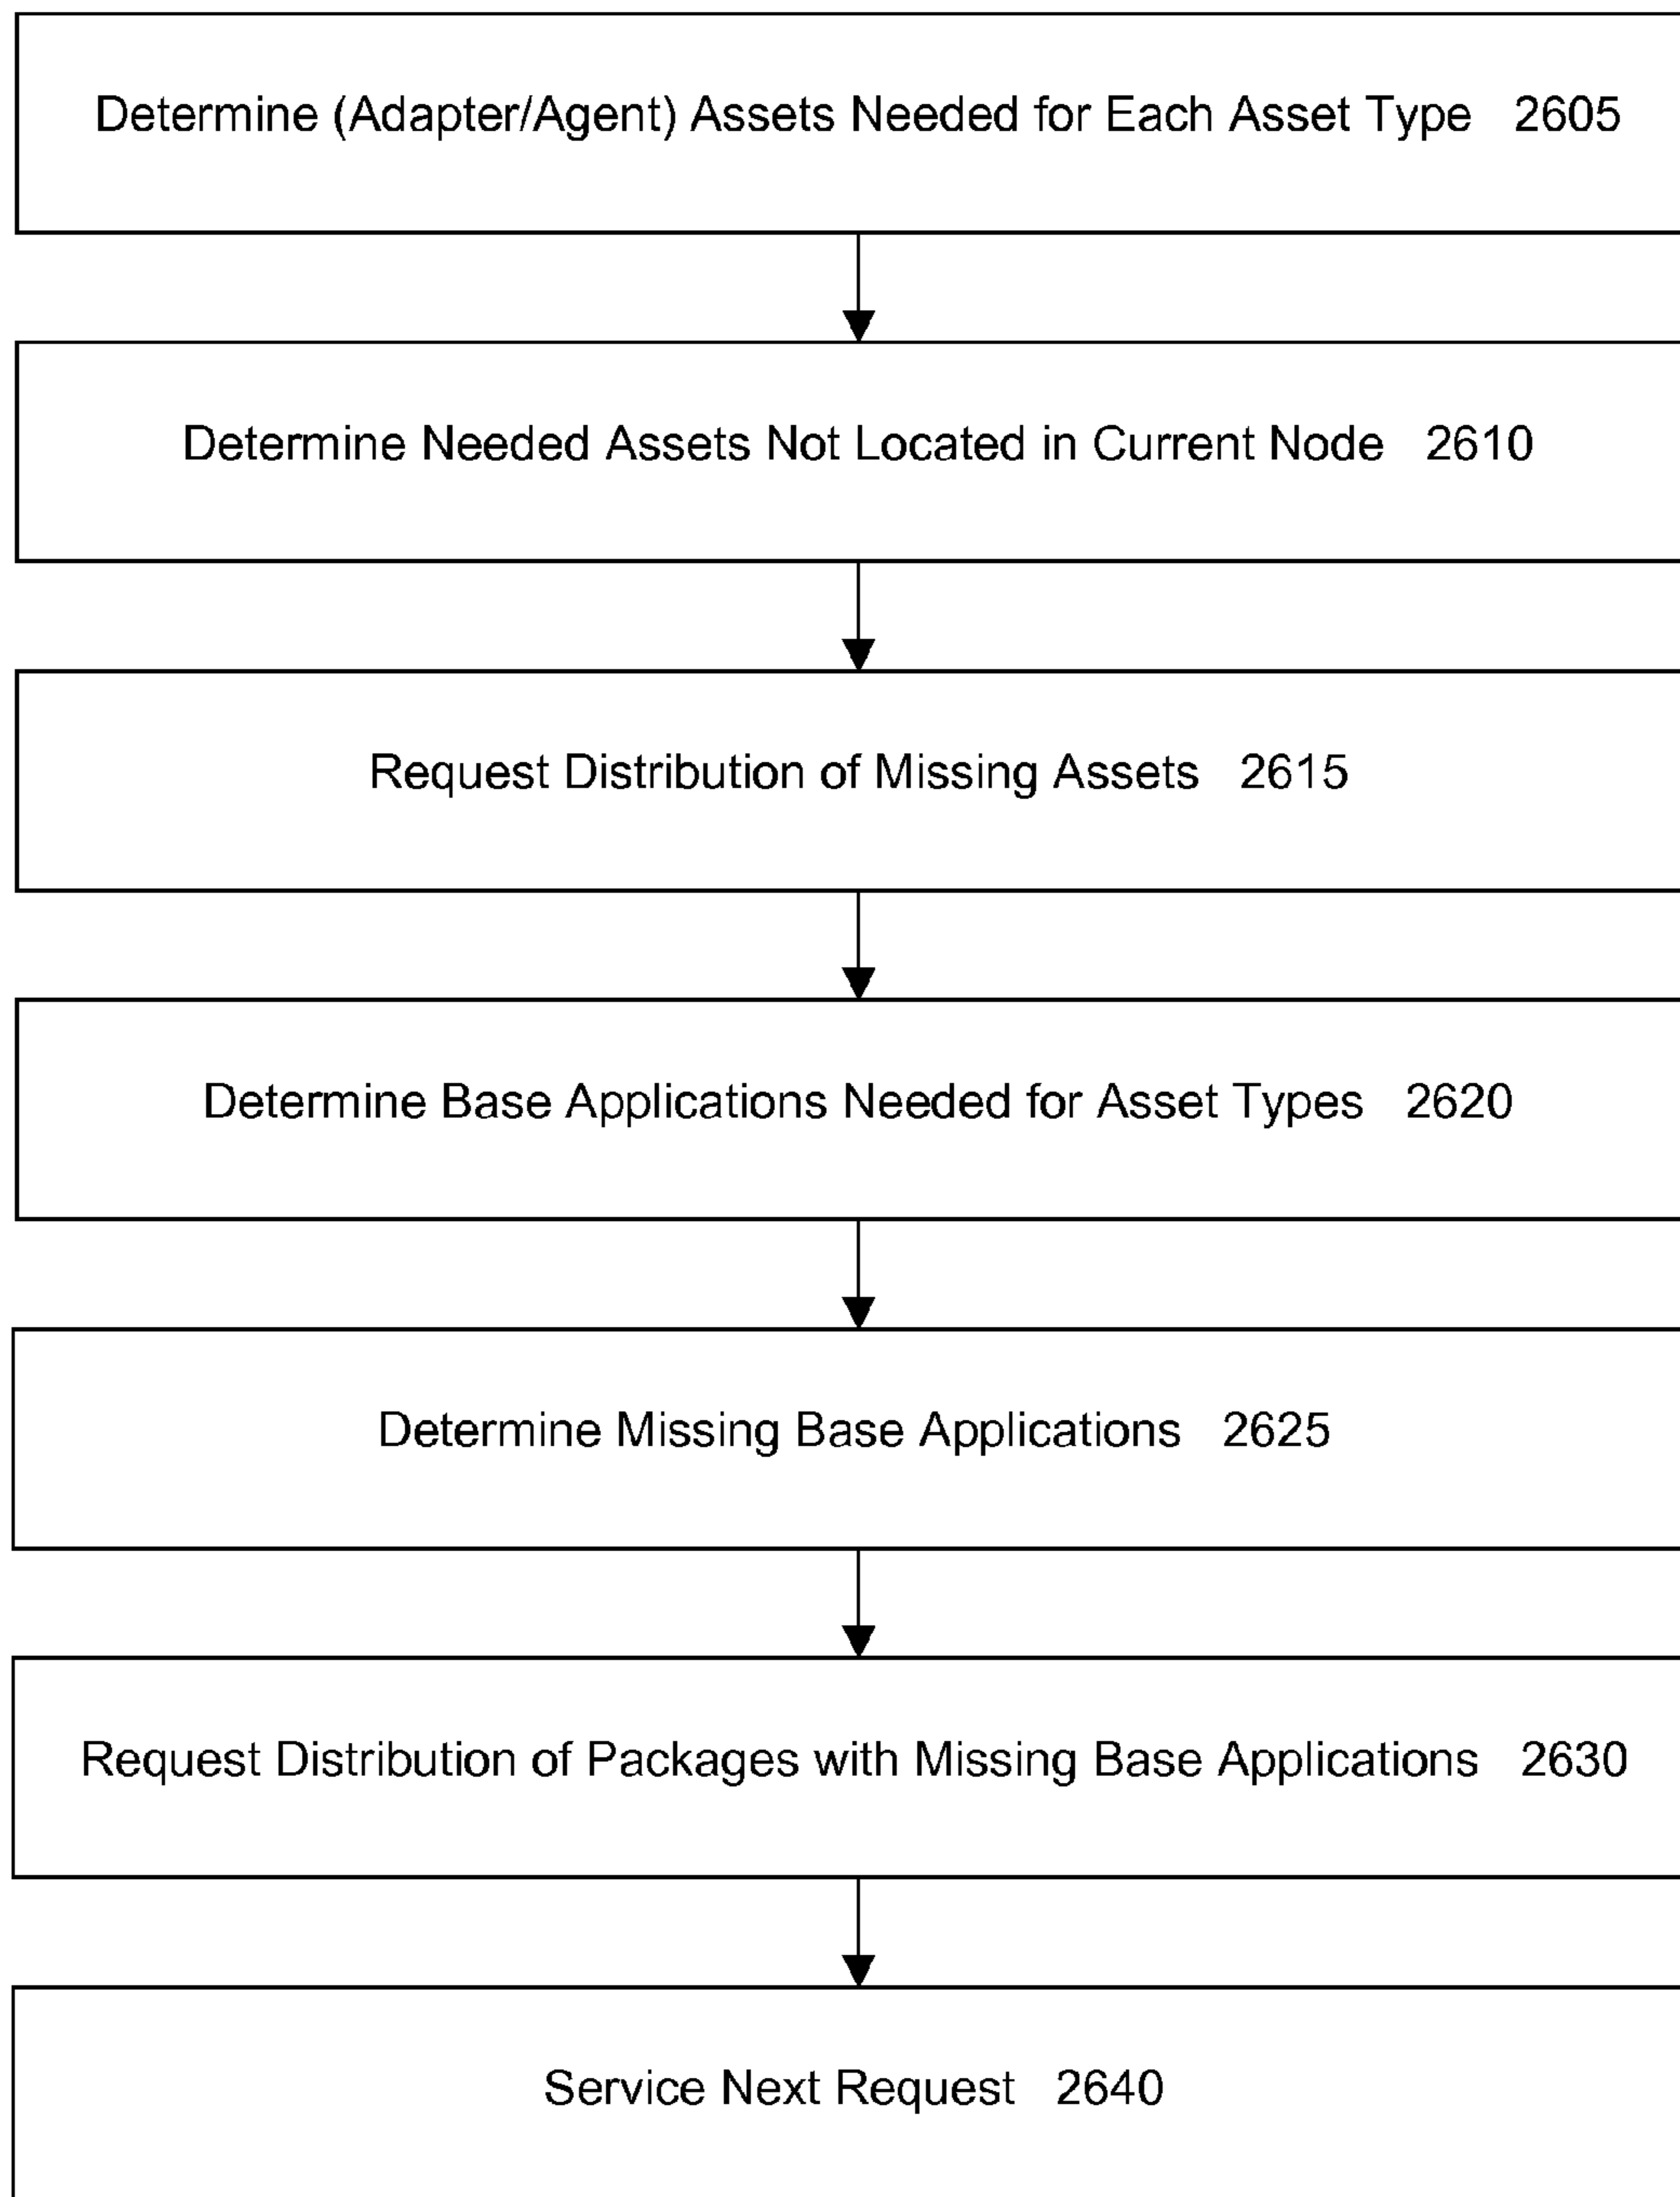 Determine (Adapter/Agent) Assets Needed for Each Asset Type 2605
Determine Needed Assets Not Located in Current Node 2610
Request Distribution of Missing Assets 2615
Determine Base Applications Needed for Asset Types 2620
Determine Missing Base Applications 2625
Request Distribution of Packages with Missing Base Applications 2630
Service Next Request 2640